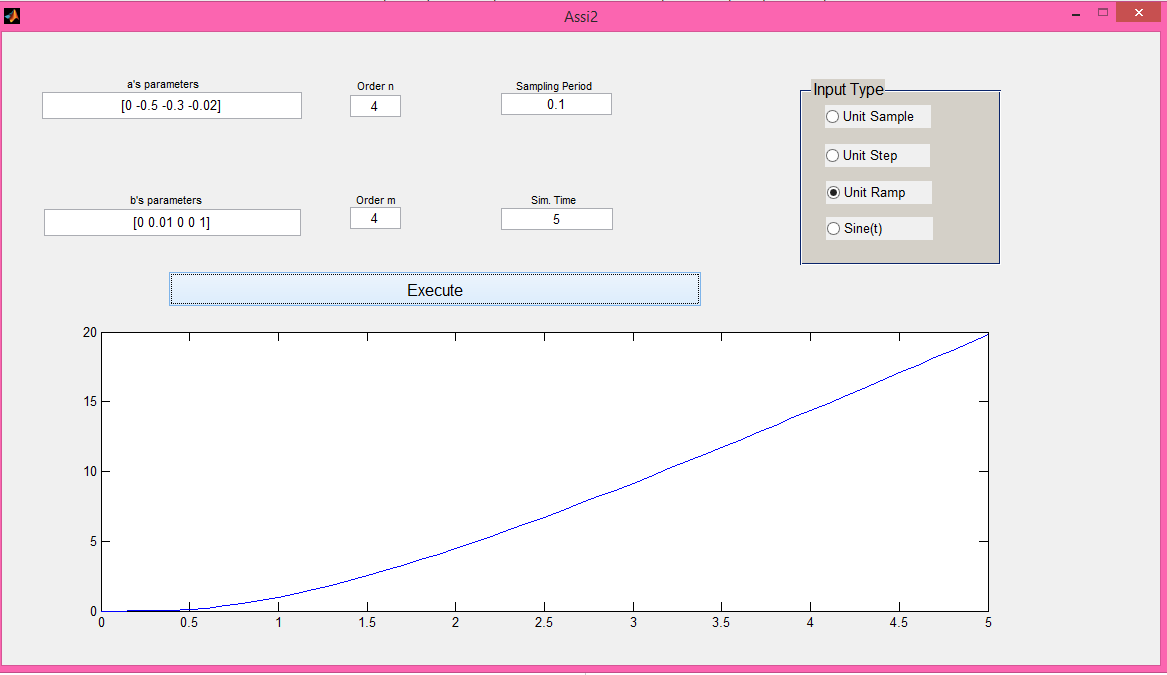 Assi2
a's parameters
Order n
Sampling Period
[0 -0.5 -0.3 -0.02]
4
0.1
Input Type
Unit Sample
Unit Step
Unit Ramp
Sine(t)
b's parameters
Order m
Sim. Time
[0 0.01 0 0 1]
4
5
Execute
20
15
10
5
0
0 0.5 1 1.5 2 2.5 3 3.5 4 4.5 5